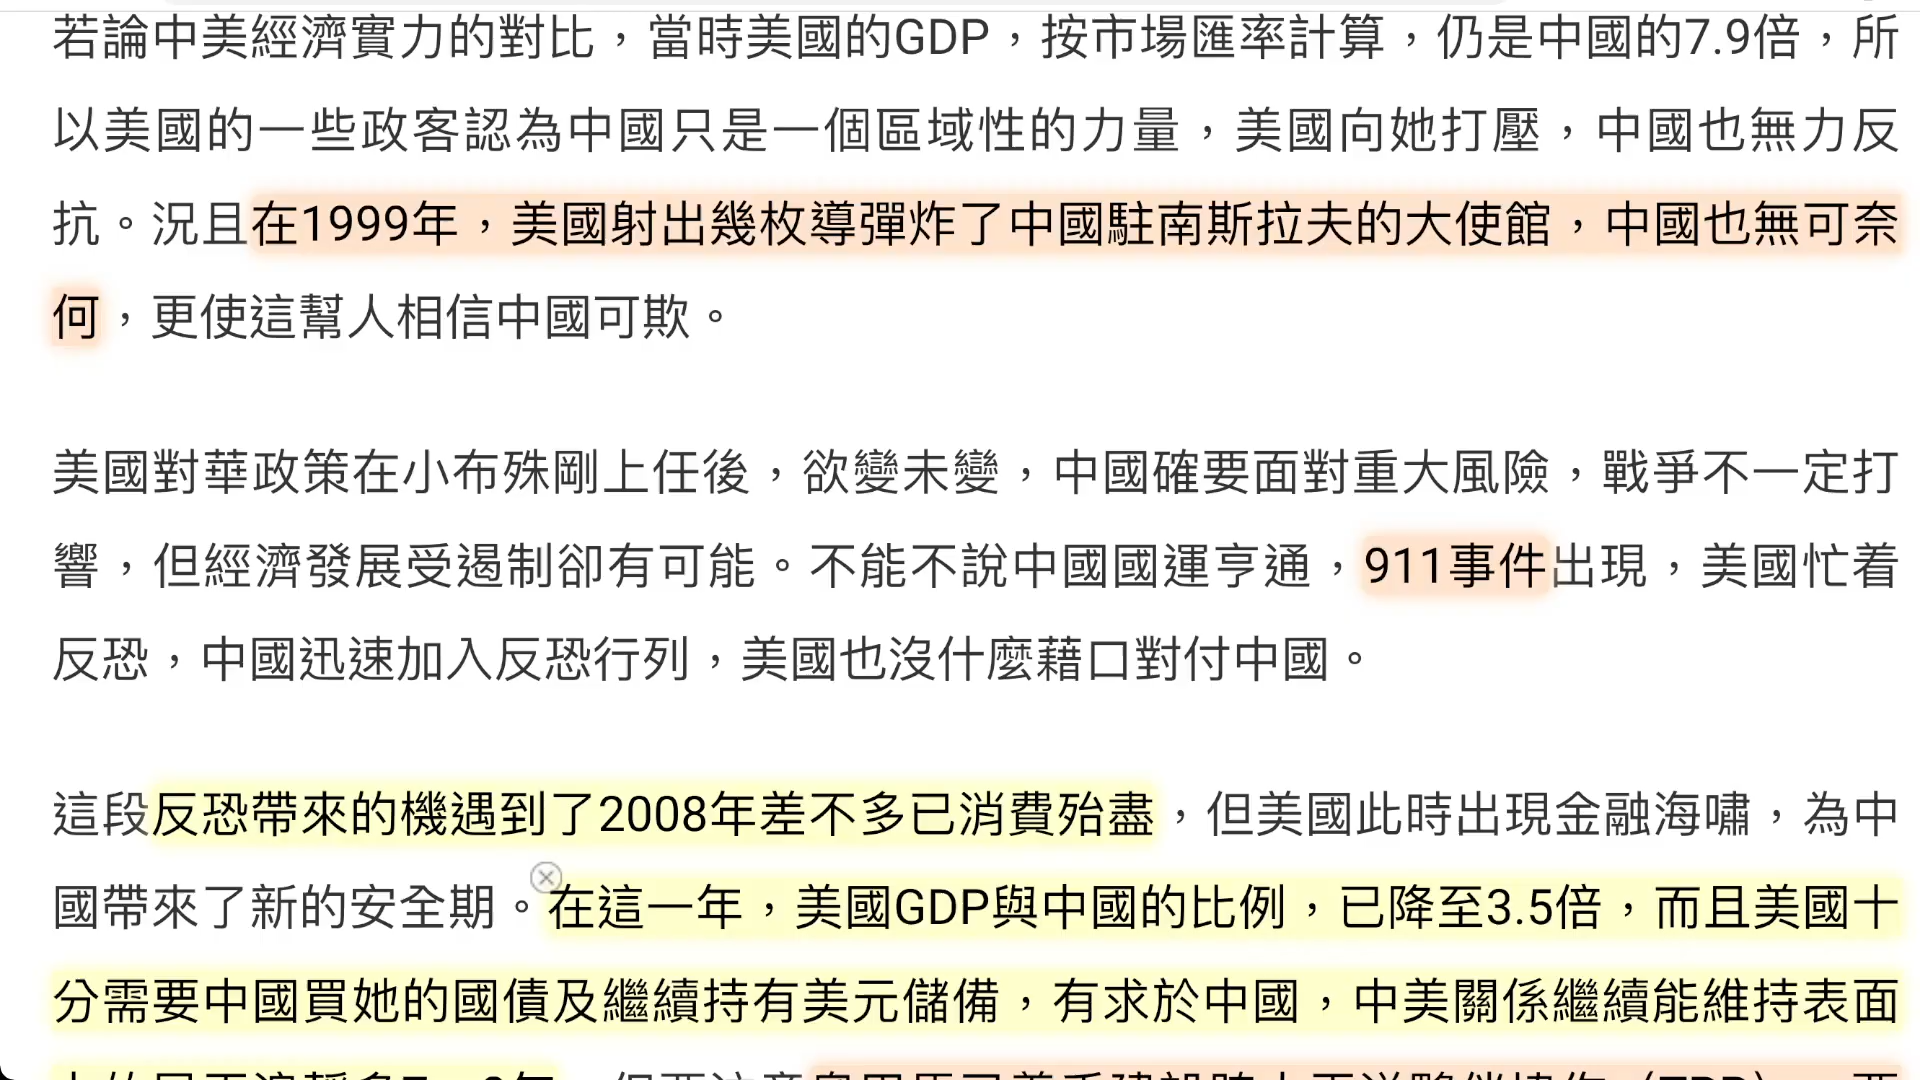 若論中美經濟實力的對比，當時美國的GDP，按市場匯率計算，仍是中國的7.9倍，所
以美國的一些政客認為中國只是一個區域性的力量，美國向她打壓，中國也無力反
抗。況且在1999年，美國射出幾枚導彈炸了中國駐南斯拉夫的大使館，中國也無可奈
何，更使這幫人相信中國可欺。
美國對華政策在小布殊剛上任後，欲變未變，中國確要面對重大風險，戰爭不一定打
響，但經濟發展受遏制卻有可能。不能不說中國國運亨通，911事件出現，美國忙着
反恐，中國迅速加入反恐行列，美國也沒什麼藉口對付中國。
這段反恐帶來的機遇到了2008年差不多已消費殆盡，但美國此時出現金融海嘯，為中
國帶來了新的安全期。在這一年，美國GDP與中國的比例，已降至3.5倍，而且美國十
分需要中國買她的國債及繼續持有美元儲備，有求於中國，中美關係繼續能維持表面